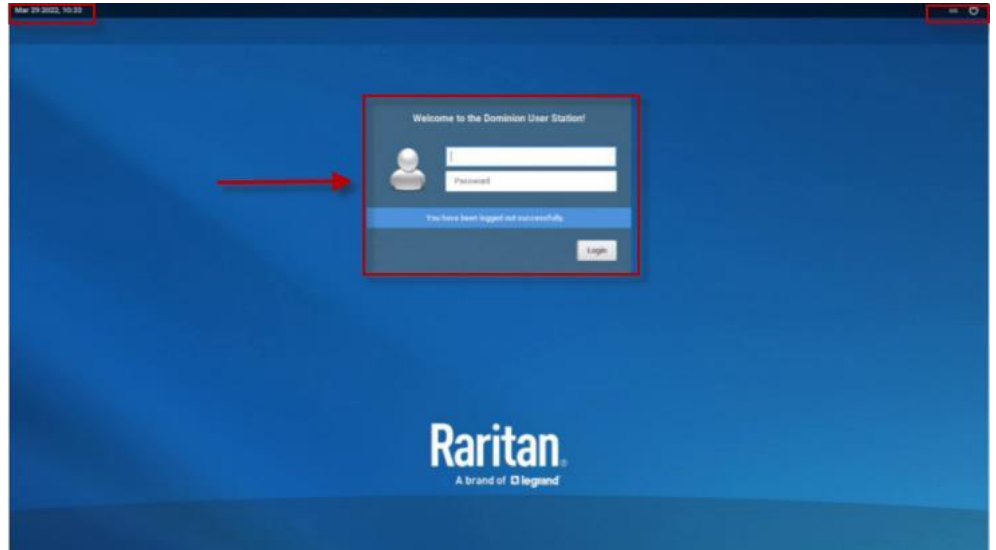 Mar 29 2022, 10:33
Welcome to the Dominion User Station!
Password
You have been logged out successfully.
Login
Raritan®
A brand of legrand®